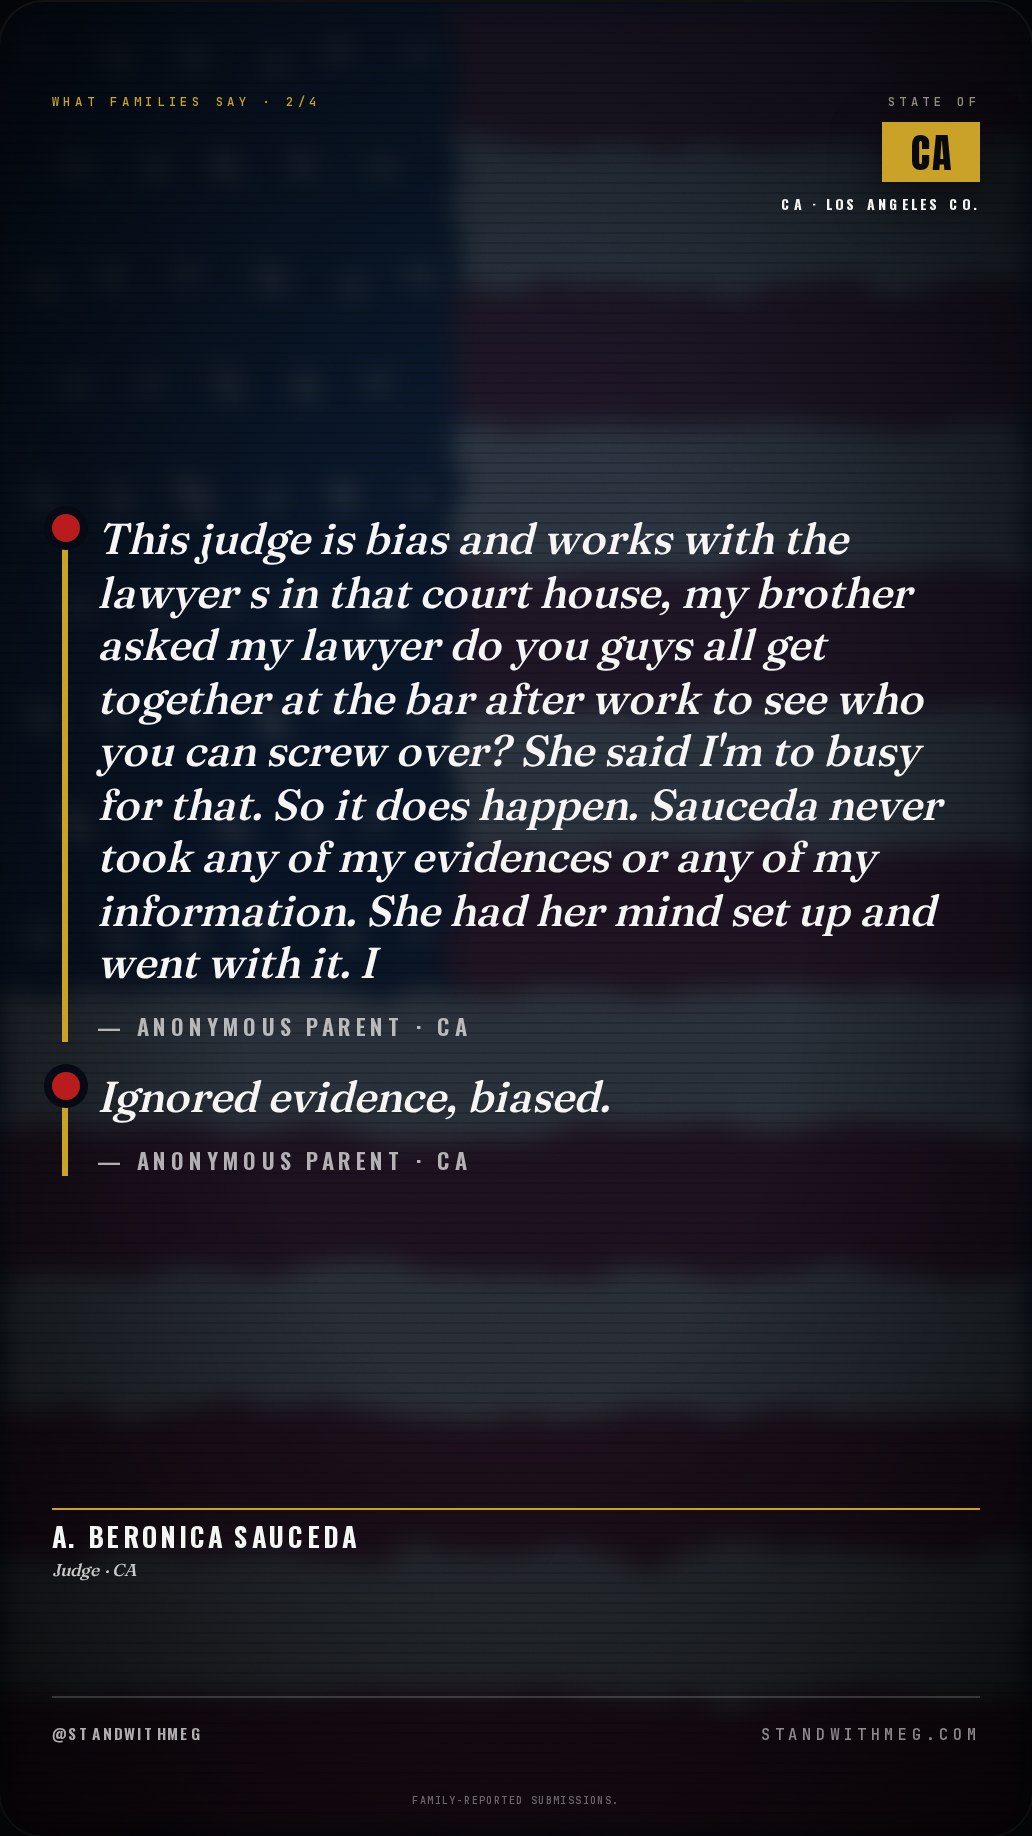 WHAT FAMILIES SAY · 2/4
STATE OF
CA
CA · LOS ANGELES CO.
This judge is bias and works with the
lawyer s in that court house, my brother
asked my lawyer do you guys all get
together at the bar after work to see who
you can screw over? She said I'm to busy
for that. So it does happen. Sauceda never
took any of my evidences or any of my
information. She had her mind set up and
went with it. I
— ANONYMOUS PARENT · CA
Ignored evidence, biased.
— ANONYMOUS PARENT · CA
A. BERONICA SAUCEDA
Judge · CA
@STANDWITHMEG
STANDWITHMEG.COM
FAMILY-REPORTED SUBMISSIONS.